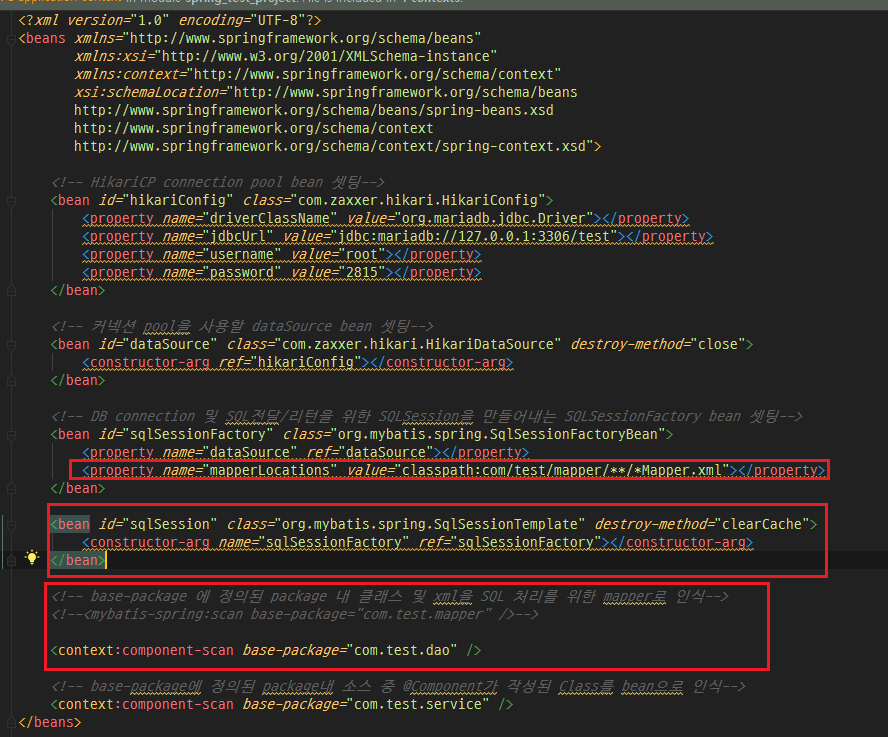 <?xml version="1.0" encoding="UTF-8"?>
<beans xmlns="http://www.springframework.org/schema/beans"
xmlns:xsi="http://www.w3.org/2001/XMLSchema-instance"
xmlns:context="http://www.springframework.org/schema/context"
xsi:schemaLocation="http://www.springframework.org/schema/beans
http://www.springframework.org/schema/beans/spring-beans.xsd
http://www.springframework.org/schema/context
http://www.springframework.org/schema/context/spring-context.xsd">
<!-- HikariCP connection pool bean 셋팅-->
<bean id="hikariConfig" class="com.zaxxer.hikari.HikariConfig">
<property name="driverClassName" value="org.mariadb.jdbc.Driver"></property>
<property name="jdbcUrl" value="jdbc:mariadb://127.0.0.1:3306/test"></property>
<property name="username" value="root"></property>
<property name="password" value="2815"></property>
</bean>
<!-- 커넥션 pool을 사용할 dataSource bean 셋팅-->
<bean id="dataSource" class="com.zaxxer.hikari.HikariDataSource" destroy-method="close">
<constructor-arg ref="hikariConfig"></constructor-arg>
</bean>
<!-- DB connection 및 SQL전달/리턴을 위한 SQLSession을 만들어내는 SQLSessionFactory bean 셋팅-->
<bean id="sqlSessionFactory" class="org.mybatis.spring.SqlSessionFactoryBean">
<property name="dataSource" ref="dataSource"></property>
<property name="mapperLocations" value="classpath:com/test/mapper/**/*Mapper.xml"></property>
</bean>
<bean id="sqlSession" class="org.mybatis.spring.SqlSessionTemplate" destroy-method="clearCache">
<constructor-arg name="sqlSessionFactory" ref="sqlSessionFactory"></constructor-arg>
</bean>
<!-- base-package 에 정의된 package 내 클래스 및 xml을 SQL 처리를 위한 mapper로 인식-->
<!--<mybatis-spring:scan base-package="com.test.mapper" />-->
<context:component-scan base-package="com.test.dao" />
<!-- base-package에 정의된 package내 소스 중 @Component가 작성된 Class를 bean으로 인식-->
<context:component-scan base-package="com.test.service" />
</beans>